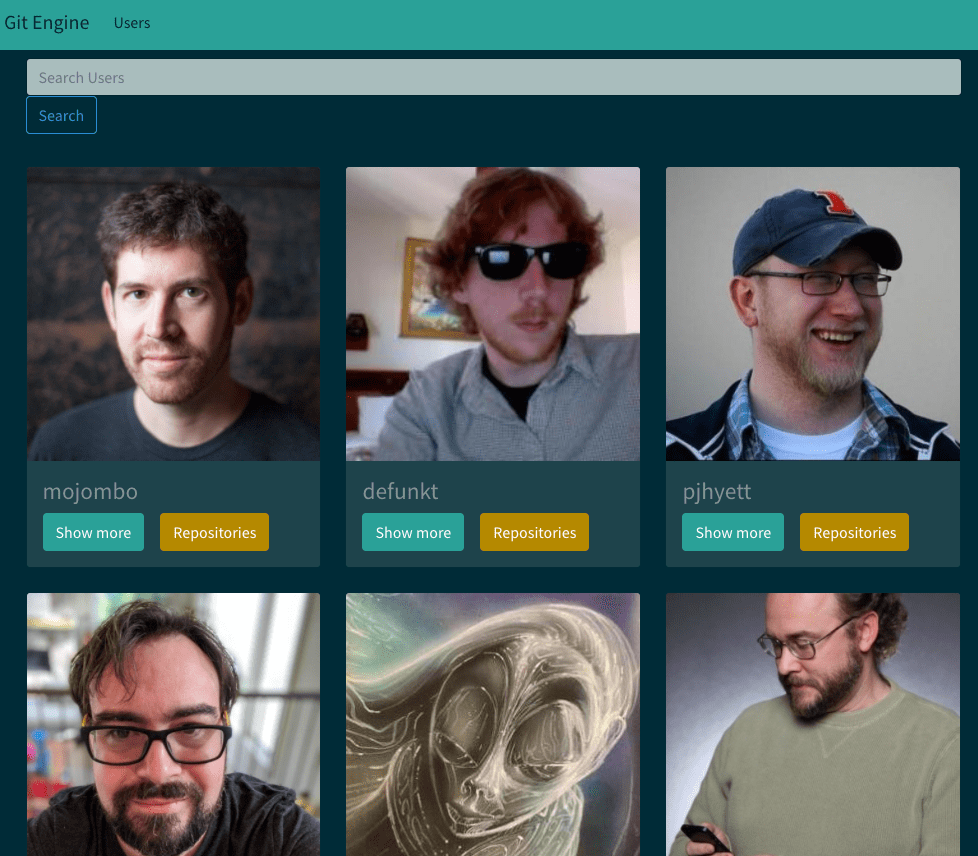 Git Engine Users
Search Users
Search
mojombo defunkt pjhyett
Show more Repositories Show more Repositories Show more Repositories